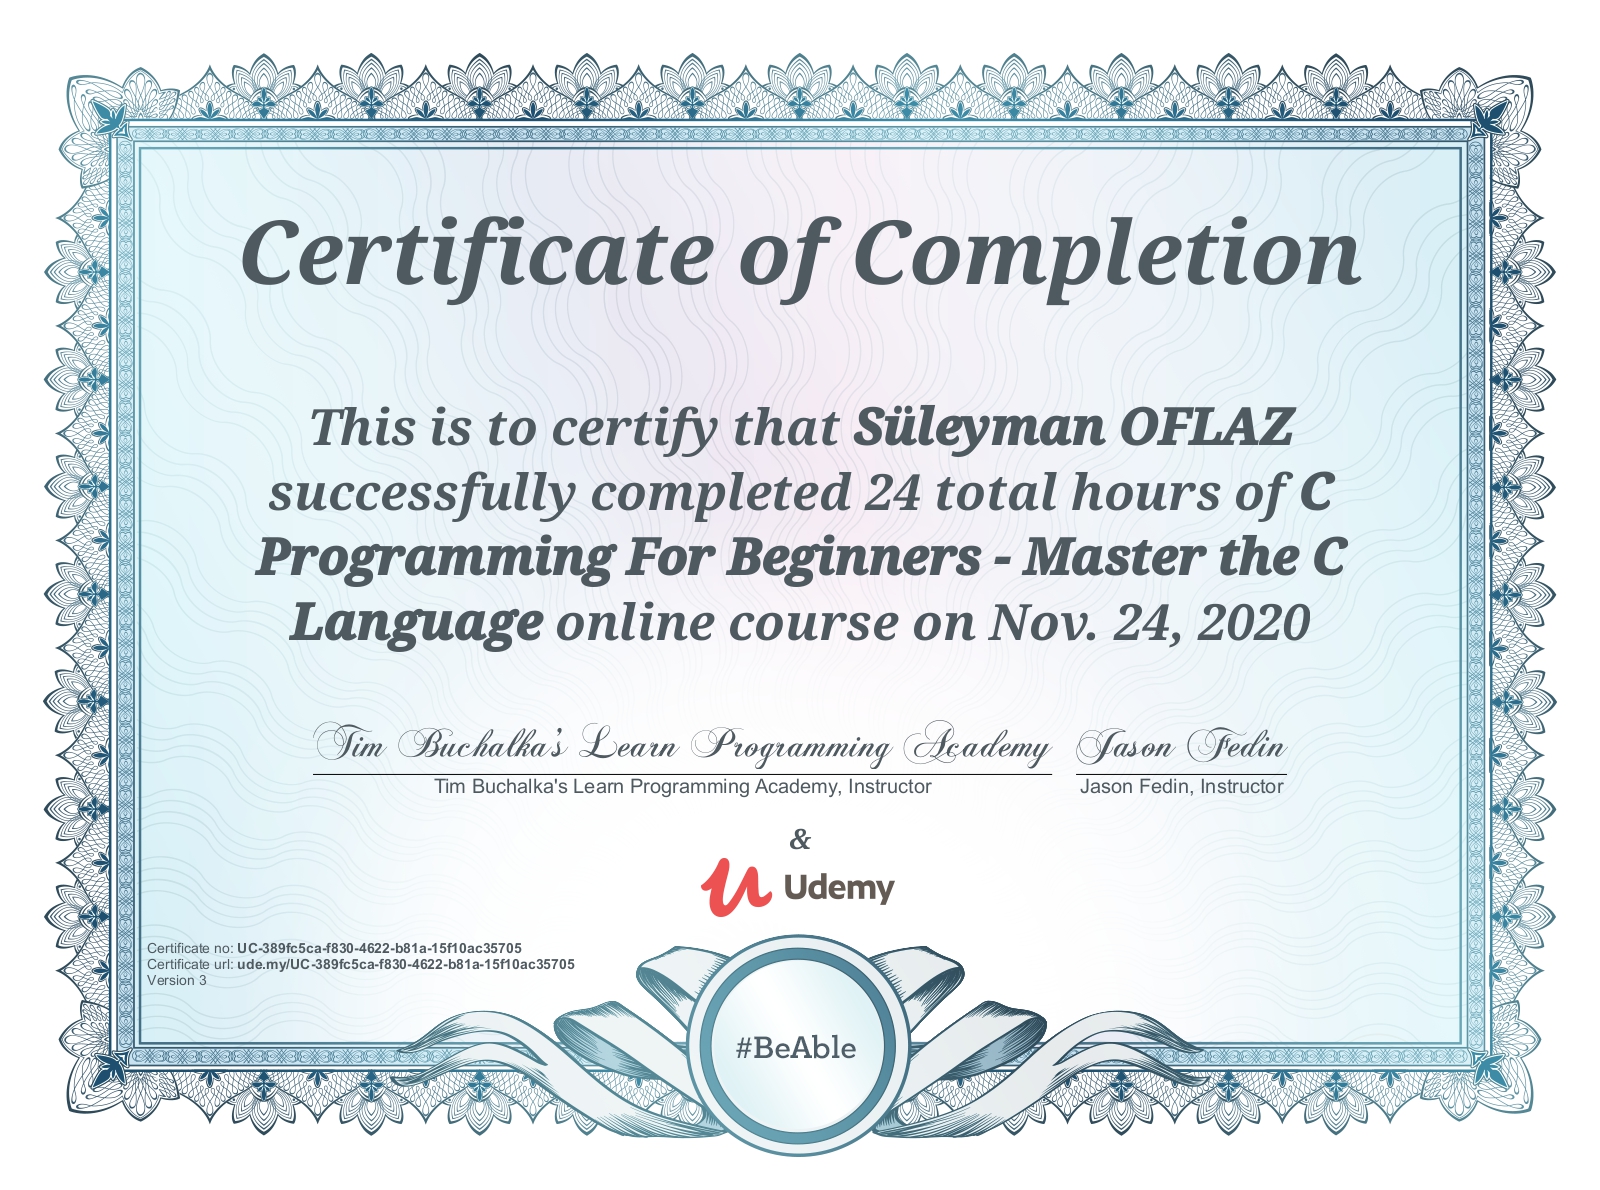 Certificate of Completion
This is to certify that Süleyman OFLAZ
successfully completed 24 total hours of C
Programming For Beginners - Master the C
Language online course on Nov. 24, 2020
Tim Buchalka's Learn Programming Academy Jason Fedin
Tim Buchalka's Learn Programming Academy, Instructor Jason Fedin, Instructor
&
Udemy
Certificate no: UC-389fc5ca-f830-4622-b81a-15f10ac35705
Certificate url: ude.my/UC-389fc5ca-f830-4622-b81a-15f10ac35705
Version 3
#BeAble